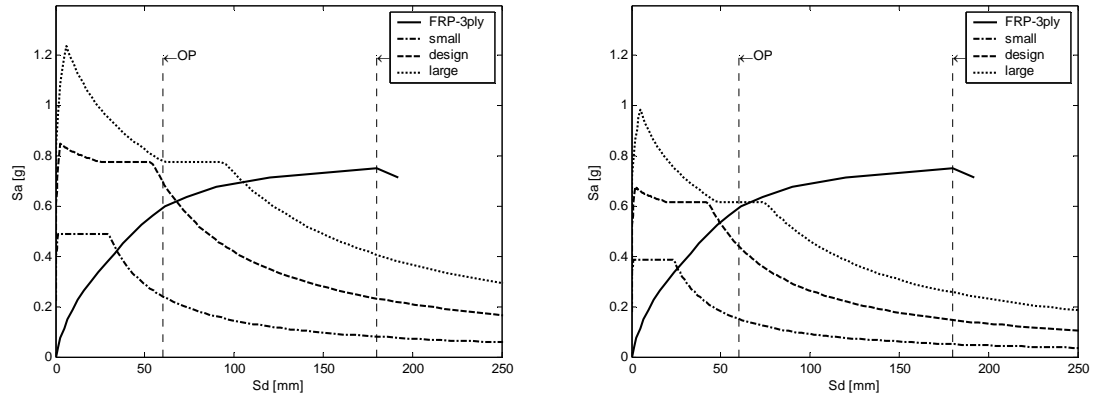 1.2
1
0.8
0.6
0.4
0.2
0
Sa [g]
0 50 100 150 200 250
Sd [mm]
←OP
←
FRP-3ply
small
design
large
1.2
1
0.8
0.6
0.4
0.2
0
Sa [g]
0 50 100 150 200 250
Sd [mm]
←OP
←
FRP-3ply
small
design
large